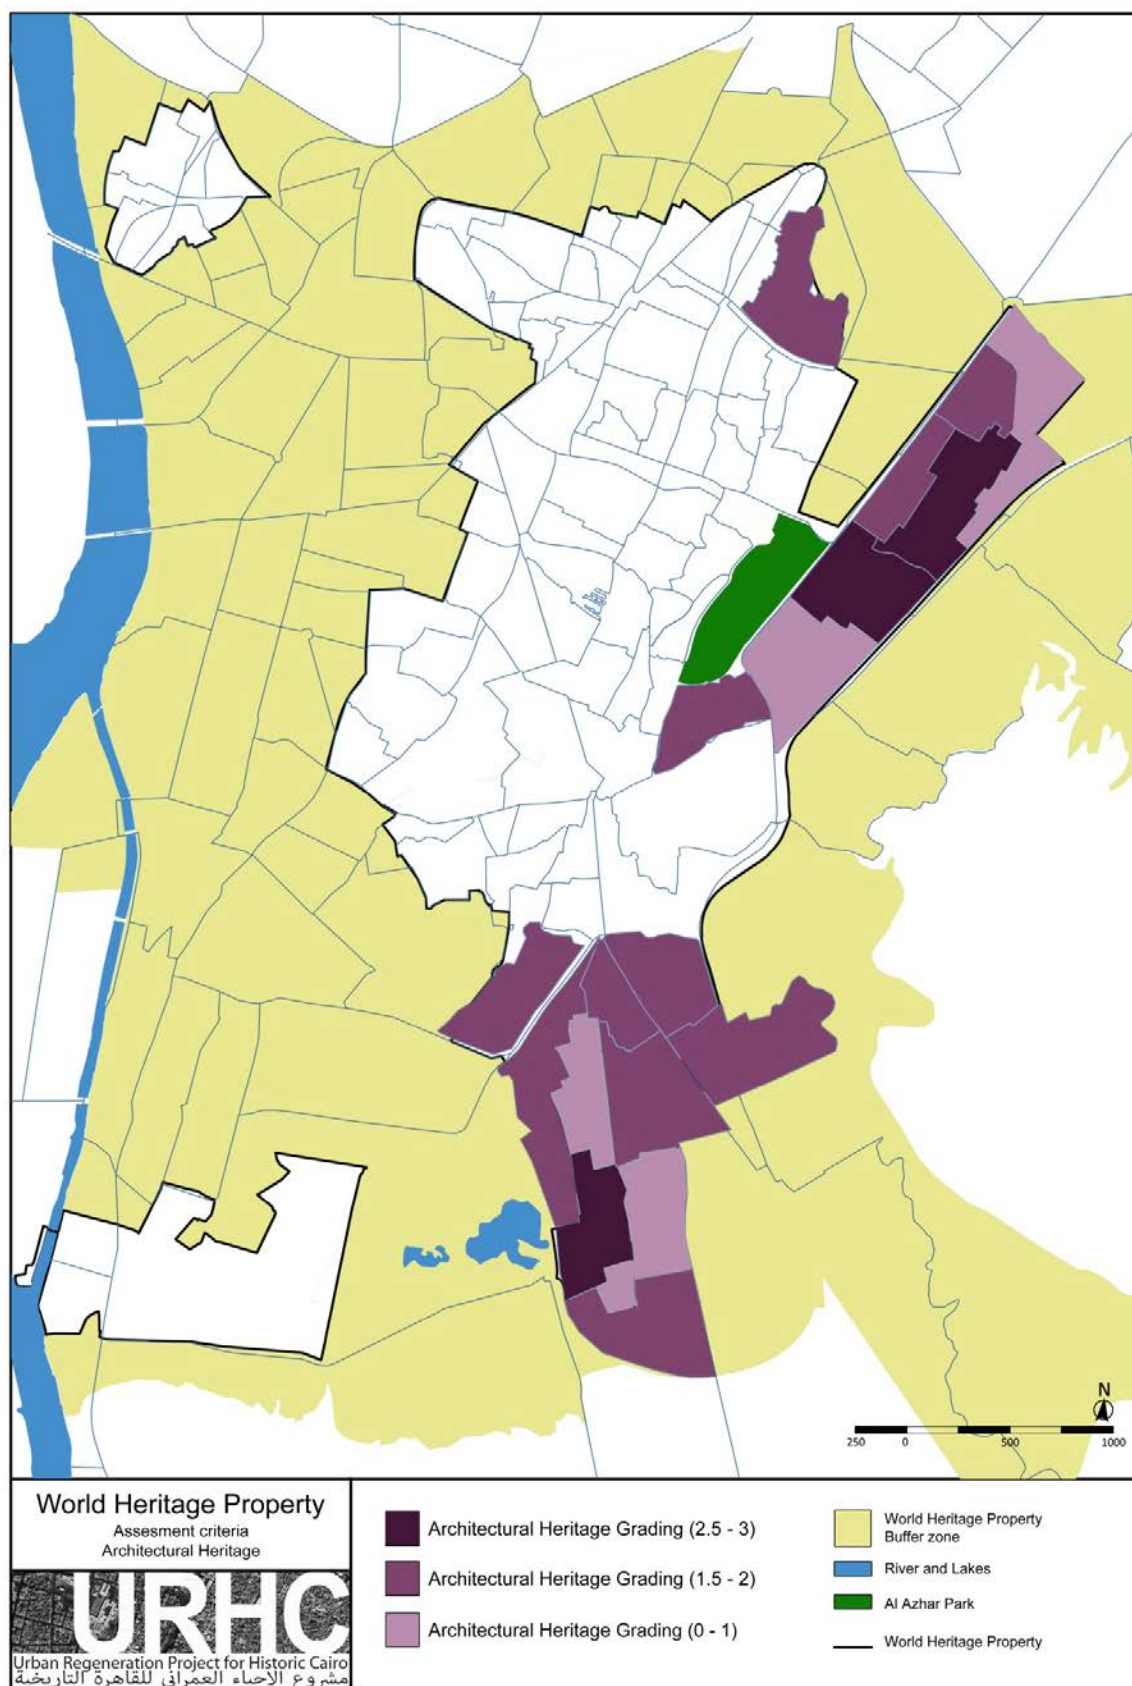 N
250 0 500 1000
World Heritage Property
Assesment criteria
Architectural Heritage
URHC
Urban Regeneration Project for Historic Cairo
مشروع الاحياء العمراني للقاهرة التاريخية
Architectural Heritage Grading (2.5 - 3)
Architectural Heritage Grading (1.5 - 2)
Architectural Heritage Grading (0 - 1)
World Heritage Property
Buffer zone
River and Lakes
Al Azhar Park
World Heritage Property